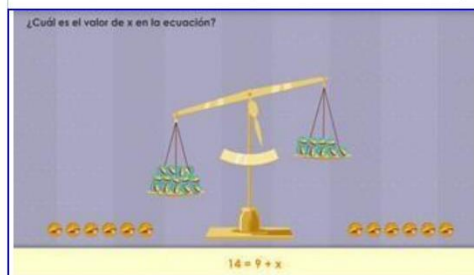 ¿Cuál es el valor de x en la ecuación?
14 = 9 + x